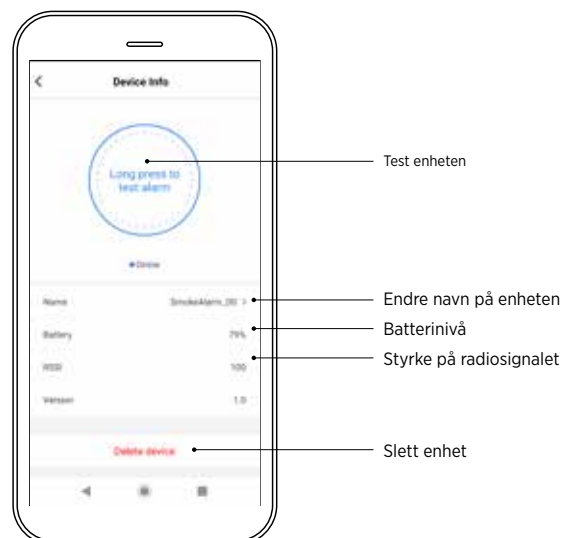 Device Info
Long press to
test alarm
Test enheten
Online
Name SmokeAlarm_00 >
Endre navn på enheten
Battery 79%
Batterinivå
RSSI 100
Styrke på radiosignalet
Version 1.0
Delete device
Slett enhet